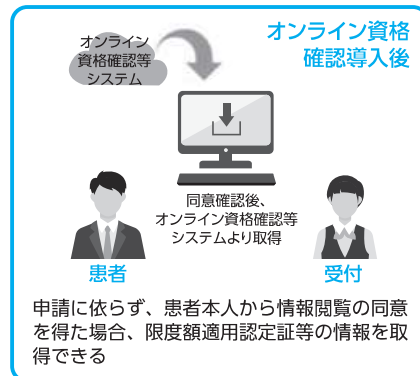 オンライン資格
確認導入後
オンライン
資格確認等
システム
同意確認後、
オンライン資格確認等
システムより取得
患者
受付
申請に依らず、患者本人から情報閲覧の同意
を得た場合、限度額適用認定証等の情報を取
得できる